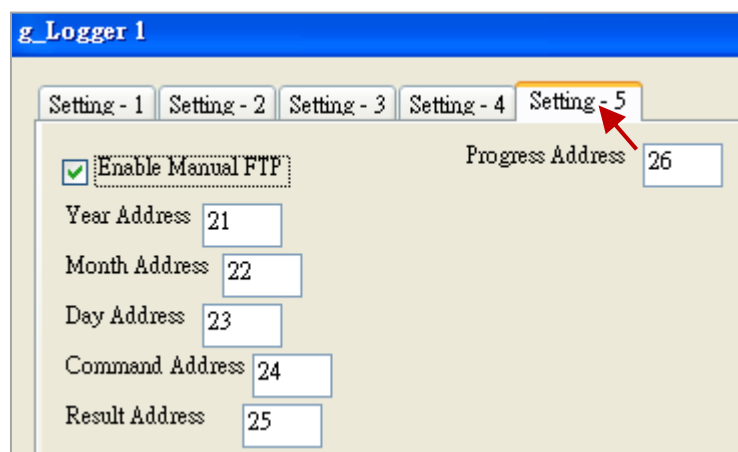 g_Logger 1
Setting - 1 Setting - 2 Setting - 3 Setting - 4 Setting - 5
Enable Manual FTP Progress Address 26
Year Address 21
Month Address 22
Day Address 23
Command Address 24
Result Address 25